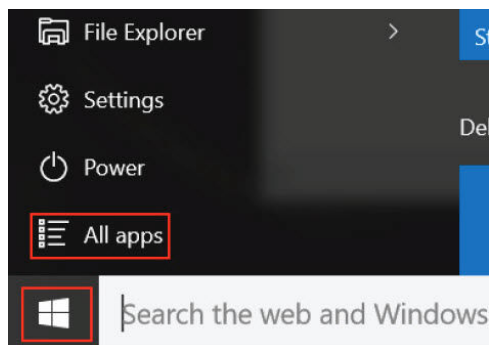 File Explorer
Settings
Power
All apps
Search the web and Windows